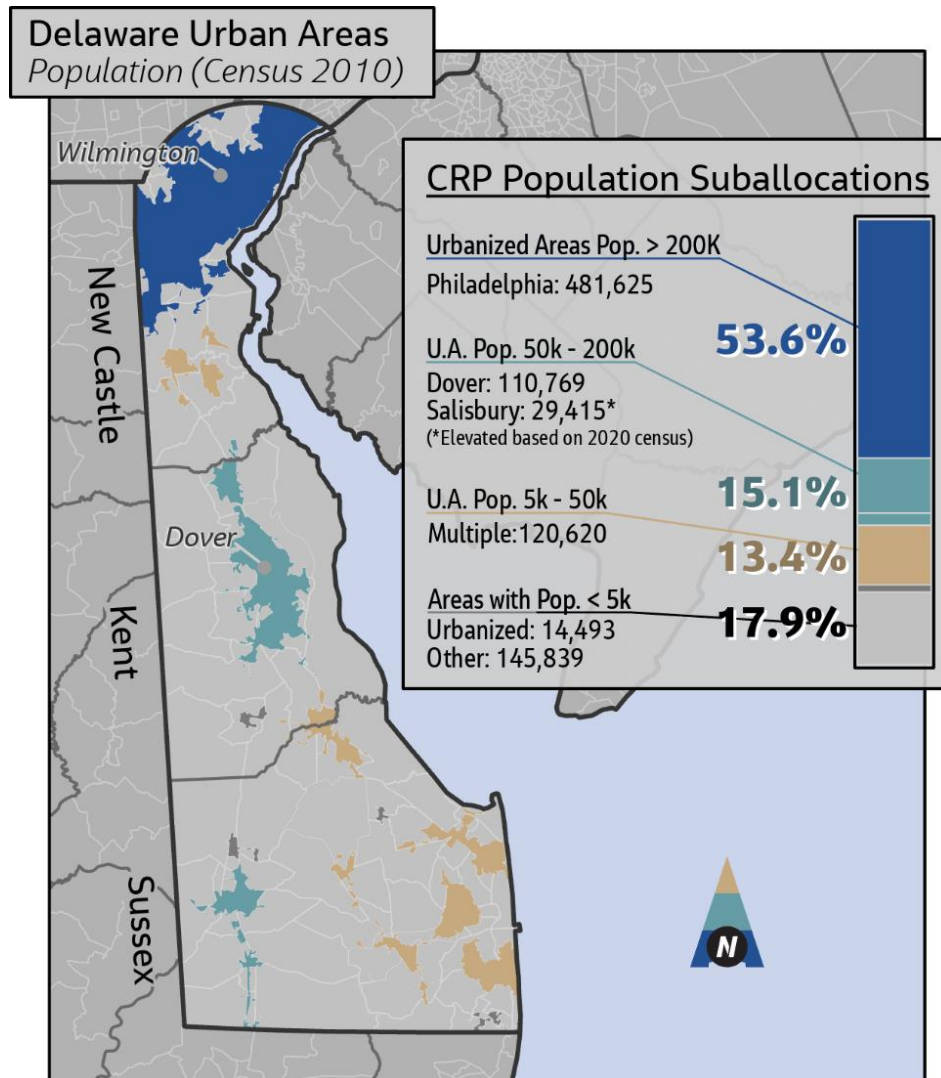 Delaware Urban Areas
Population (Census 2010)
Wilmington
New Castle
Dover
Kent
Sussex
CRP Population Suballocations
Urbanized Areas Pop. > 200K
Philadelphia: 481,625
53.6%
U.A. Pop. 50k - 200k
Dover: 110,769
Salisbury: 29,415*
(*Elevated based on 2020 census)
15.1%
U.A. Pop. 5k - 50k
Multiple:120,620
13.4%
Areas with Pop. < 5k
Urbanized: 14,493
Other: 145,839
17.9%
N